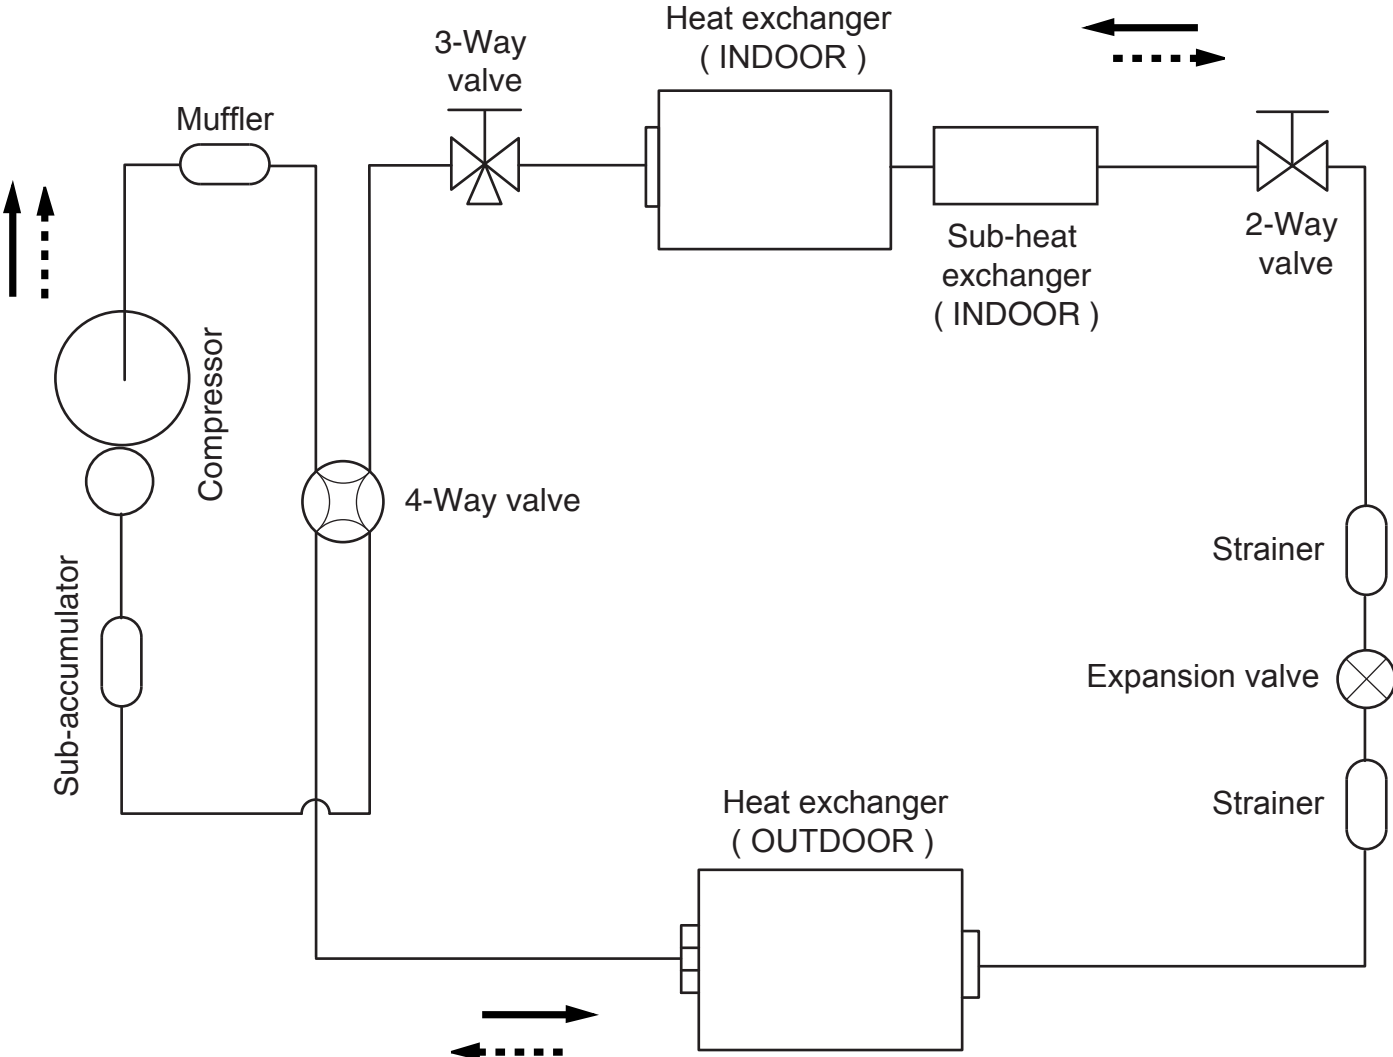 Heat exchanger
( INDOOR )
3-Way
valve
Muffler
Sub-heat
exchanger
( INDOOR )
2-Way
valve
Compressor
4-Way valve
Strainer
Sub-accumulator
Expansion valve
Heat exchanger
( OUTDOOR )
Strainer